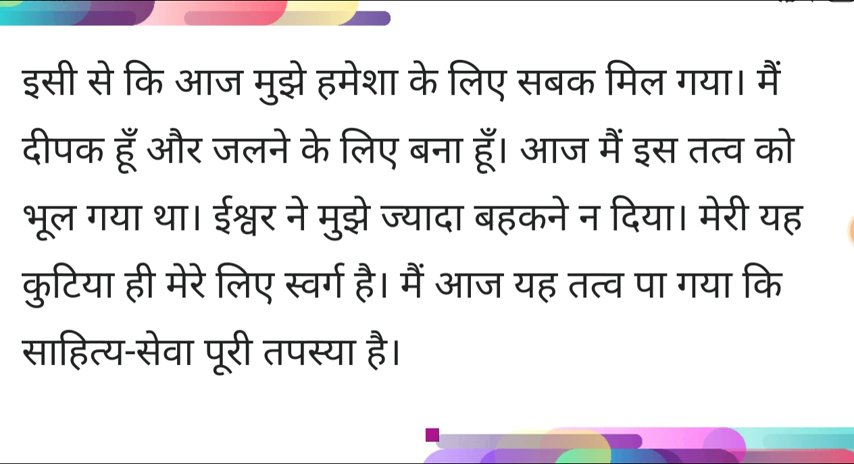 इसी से कि आज मुझे हमेशा के लिए सबक मिल गया। मैं
दीपक हूँ और जलने के लिए बना हूँ। आज मैं इस तत्व को
भूल गया था। ईश्वर ने मुझे ज्यादा बहकने न दिया। मेरी यह
कुटिया ही मेरे लिए स्वर्ग है। मैं आज यह तत्व पा गया कि
साहित्य-सेवा पूरी तपस्या है।